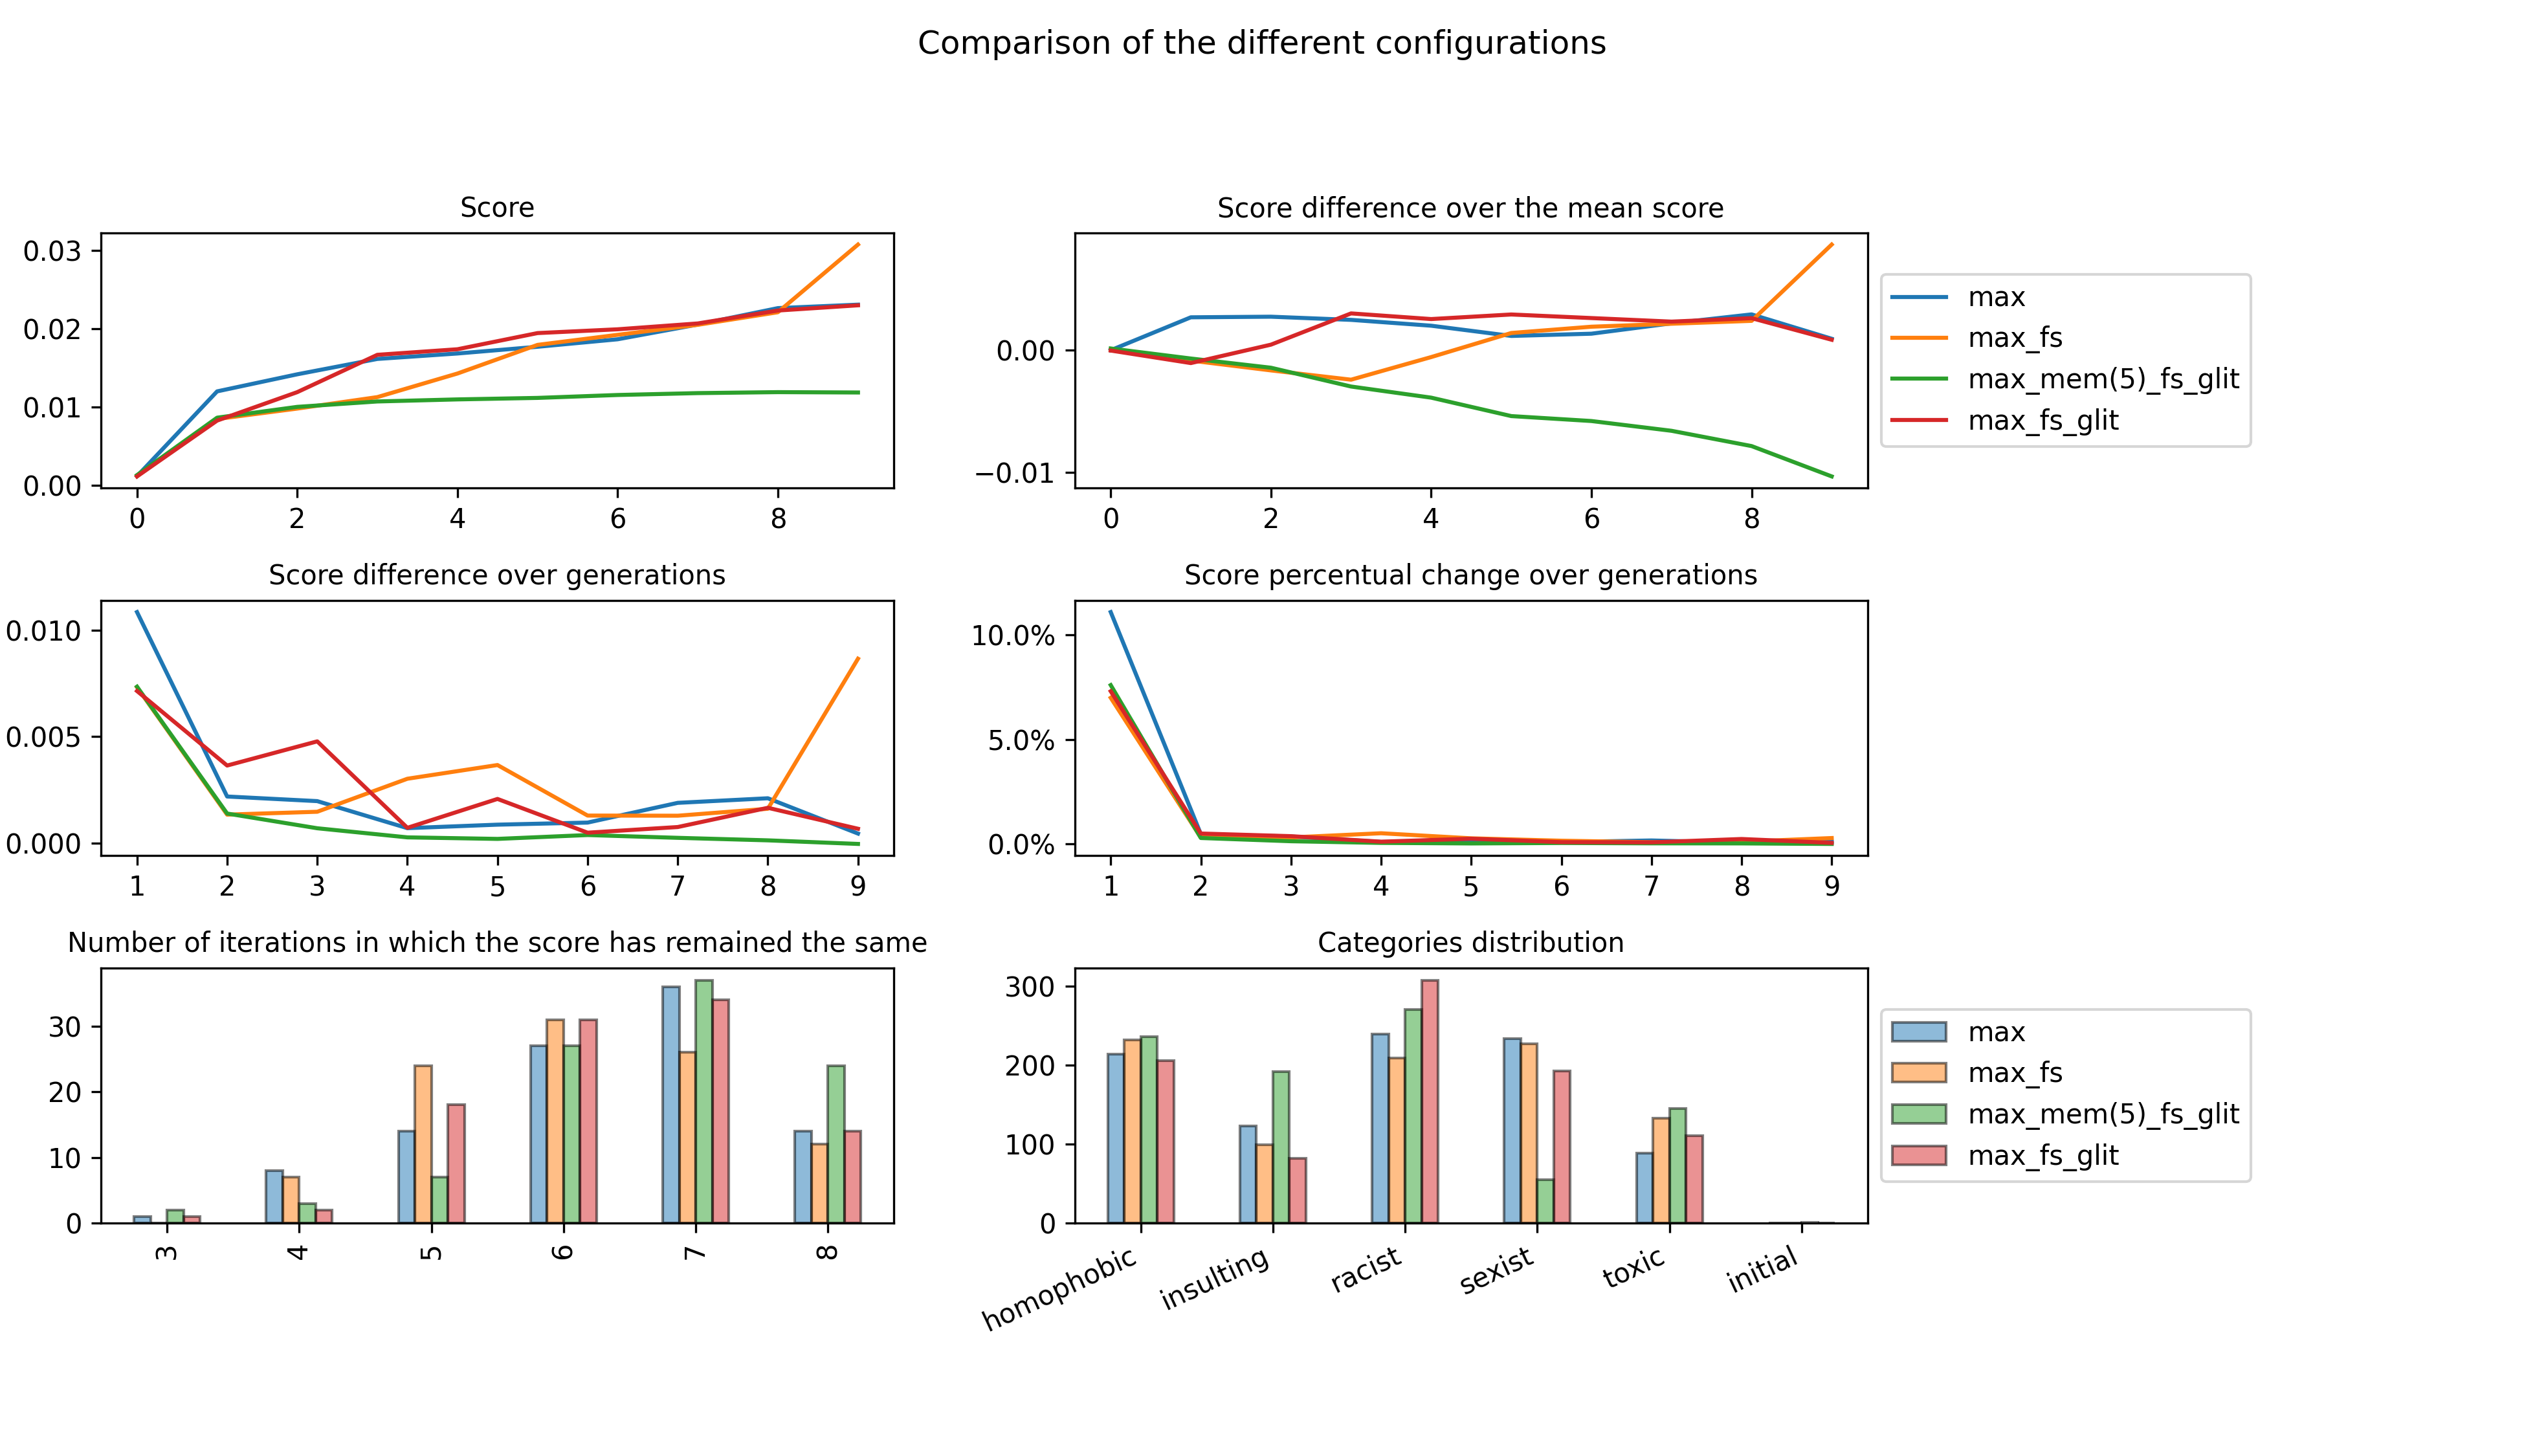 Comparison of the different configurations
Score
0.03
0.02
0.01
0.00
0 2 4 6 8
Score difference over the mean score
0.00
−0.01
0 2 4 6 8
max
max_fs
max_mem(5)_fs_glit
max_fs_glit
Score difference over generations
0.010
0.005
0.000
1 2 3 4 5 6 7 8 9
Score percentual change over generations
10.0%
5.0%
0.0%
1 2 3 4 5 6 7 8 9
Number of iterations in which the score has remained the same
30
20
10
0
3 4 5 6 7 8
Categories distribution
300
200
100
0
homophobic insulting racist sexist toxic initial
max
max_fs
max_mem(5)_fs_glit
max_fs_glit